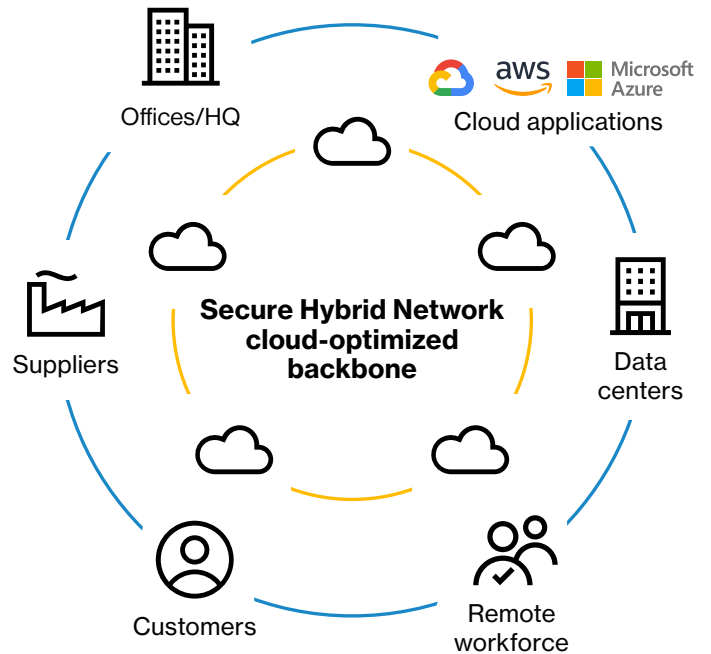 Offices/HQ
aws
Microsoft
Azure
Cloud applications
Secure Hybrid Network
cloud-optimized
backbone
Suppliers
Data
centers
Customers
Remote
workforce